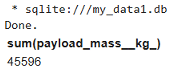 * sqlite:///my_data1.db
Done.
sum(payload_mass__kg_)
45596